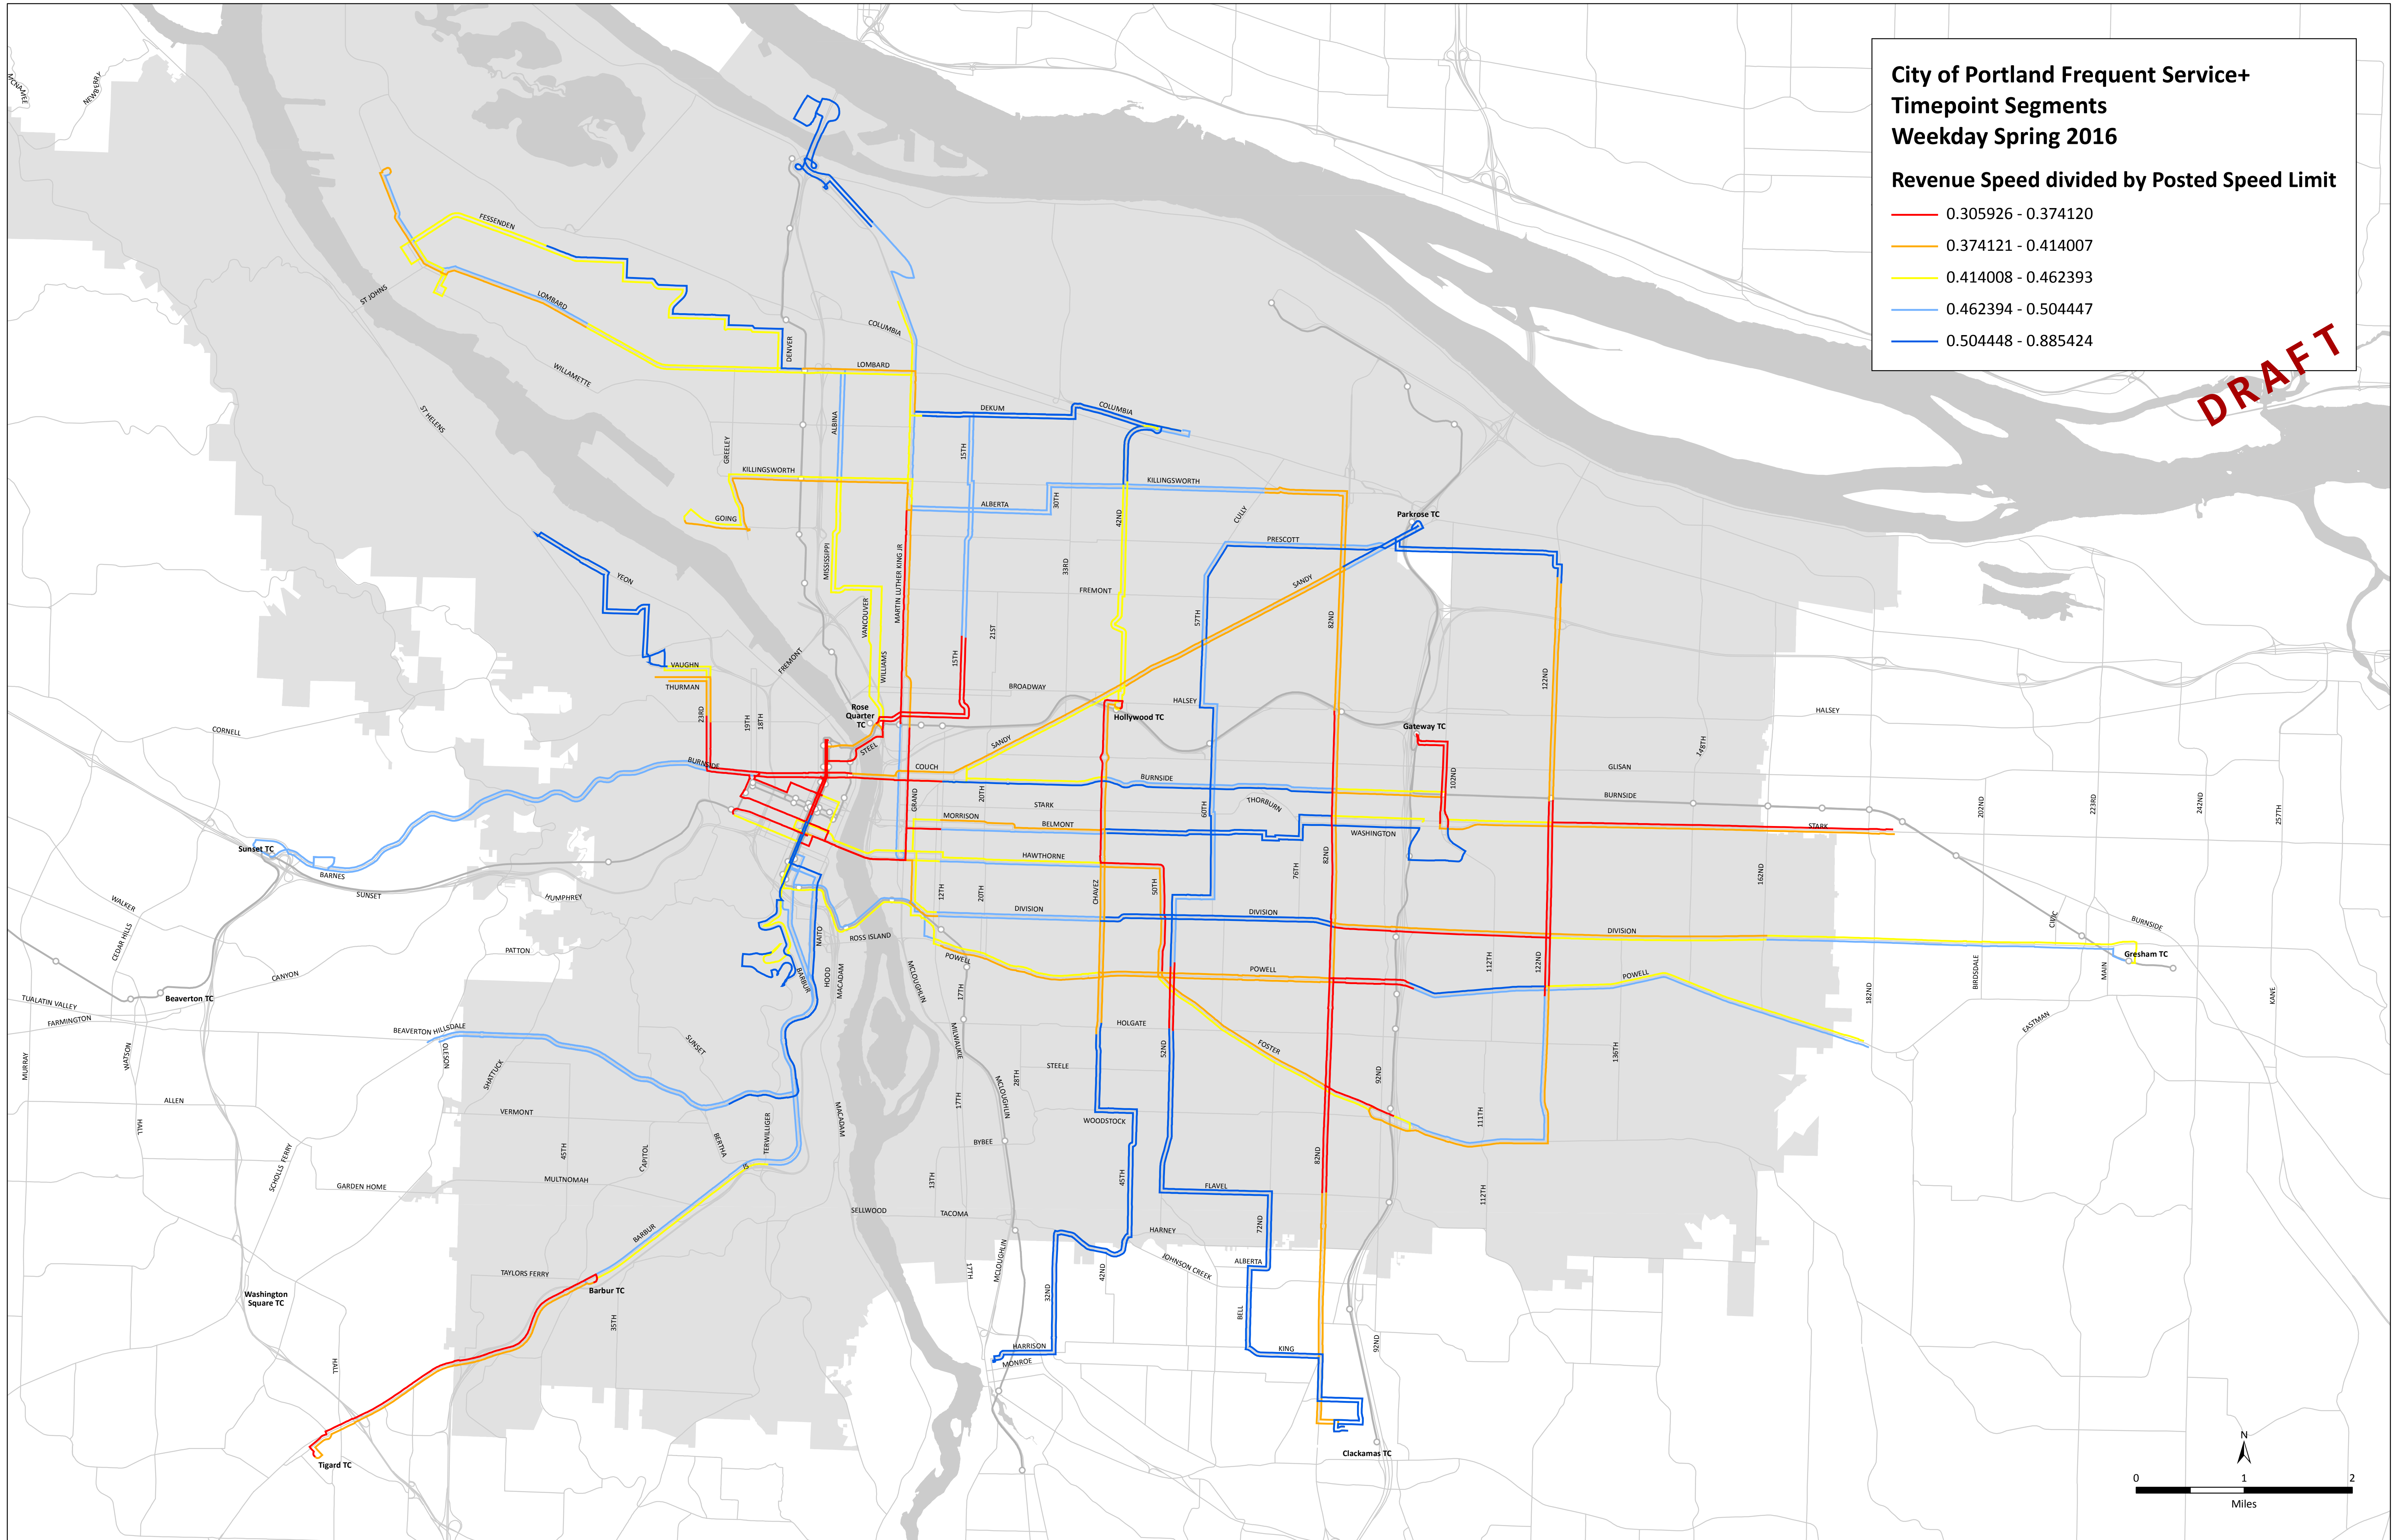 City of Portland Frequent Service+
Timepoint Segments
Weekday Spring 2016
Revenue Speed divided by Posted Speed Limit
0.305926 - 0.374120
0.374121 - 0.414007
0.414008 - 0.462393
0.462394 - 0.504447
0.504448 - 0.885424
DRAFT
MCNAMEE
NEWBERRY
FESSENDEN
ST JOHNS
LOMBARD
COLUMBIA
DENVER
LOMBARD
WILLAMETTE
ST HELENS
ALBINA
DEKUM
COLUMBIA
GREELEY
15TH
KILLINGSWORTH
KILLINGSWORTH
ALBERTA
30TH
GOING
42ND
CULLY
Parkrose TC
PRESCOTT
MISSISSIPPI
MARTIN LUTHER KING JR
33RD
YEON
SANDY
FREMONT
VANCOUVER
57TH
82ND
21ST
15TH
FREMONT
WILLIAMS
VAUGHN
THURMAN
BROADWAY
122ND
HALSEY
HALSEY
Rose
Quarter
TC
Hollywood TC
Gateway TC
23RD
19TH
18TH
CORNELL
STEEL
SANDY
148TH
BURNSIDE
COUCH
GLISAN
BURNSIDE
102ND
BURNSIDE
20TH
GRAND
STARK
THORBURN
60TH
MORRISON
BELMONT
WASHINGTON
STARK
202ND
223RD
242ND
257TH
Sunset TC
BARNES
SUNSET
HAWTHORNE
82ND
76TH
162ND
HUMPHREY
WALKER
12TH
20TH
CHAVEZ
50TH
DIVISION
DIVISION
CIVIC
BURNSIDE
CEDAR HILLS
PATTON
NAITO
ROSS ISLAND
DIVISION
Gresham TC
CANYON
BARBUR
HOOD
MACADAM
POWELL
POWELL
112TH
122ND
POWELL
BIRDSDALE
MAIN
182ND
KANE
Beaverton TC
TUALATIN VALLEY
FARMINGTON
MCLOUGHLIN
17TH
BEAVERTON HILLSDALE
HOLGATE
EASTMAN
WATSON
OLESON
SUNSET
MILWAUKIE
52ND
FOSTER
136TH
MURRAY
SHATTUCK
STEELE
28TH
92ND
ALLEN
VERMONT
17TH
MCLOUGHLIN
MACADAM
WOODSTOCK
111TH
HALL
TERWILLIGER
BERTHA
45TH
CAPITOL
BYBEE
82ND
SCHOLLS FERRY
I5
GARDEN HOME
MULTNOMAH
13TH
45TH
FLAVEL
112TH
SELLWOOD
TACOMA
BARBUR
HARNEY
72ND
MCLOUGHLIN
17TH
JOHNSON CREEK
ALBERTA
TAYLORS FERRY
Barbur TC
42ND
32ND
Washington
Square TC
35TH
BELL
HALL
HARRISON
MONROE
KING
92ND
Tigard TC
Clackamas TC
N
0 1 2
Miles